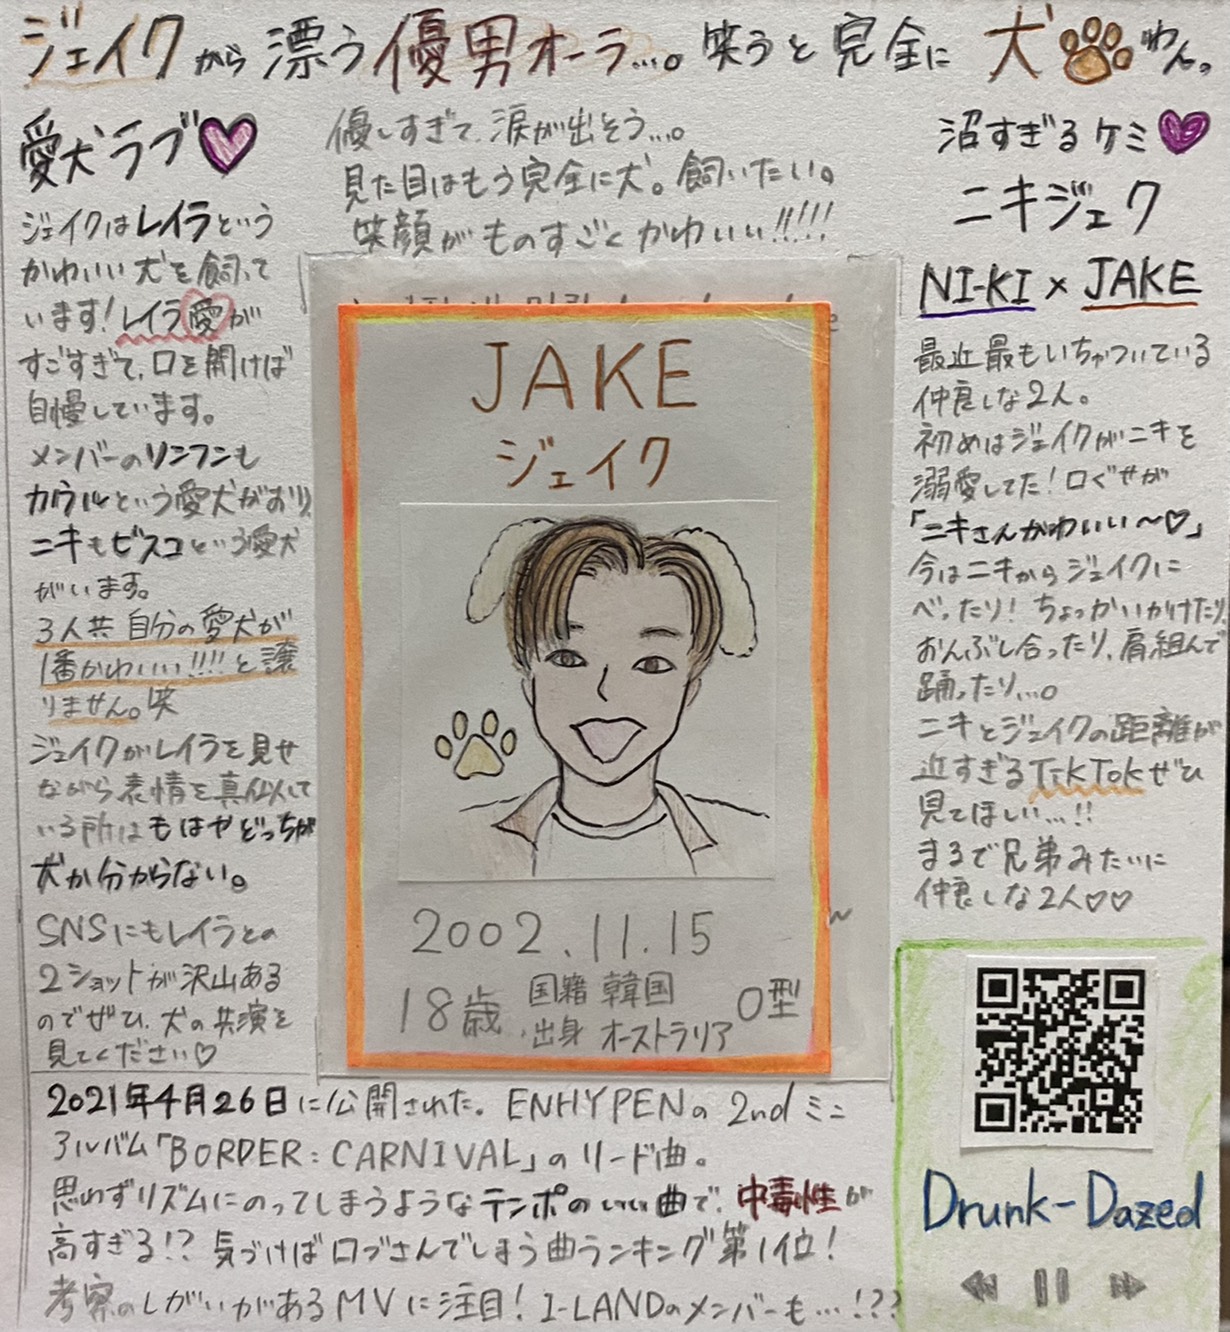 ジェイクから漂う優男オーラ…。笑うと完全に犬わん。
愛犬ラブ
ジェイクはレイラという
かわいい犬を飼って
います!レイラ愛が
すごすぎて、口を開けば
自慢しています。
メンバーのソンフンも
カウルという愛犬がおり、
ニキもビスコという愛犬
がいます。
3人共自分の愛犬が
1番かわいい!!!!と譲
りません。笑
ジェイクがレイラを見せ
ながら表情を真似して
いる所はもはやどっちが
犬か分からない。
SNSにもレイラとの
2ショットが沢山ある
のでぜひ、犬の共演を
見てください♡
優しすぎて、涙が出そう…。
見た目はもう完全に犬。飼いたい。
笑顔がものすごくかわいい!!!!
JAKE
ジェイク
2002.11.15
18歳
国籍 韓国
出身 オーストラリア
O型
沼すぎるケミ
ニキジェク
NI-KI × JAKE
最近最もいちゃついている
仲良しな2人。
初めはジェイクがニキを
溺愛してた!口ぐせが
「ニキさんかわいい〜♡」
今はニキからジェイクに
べったり!ちょっかいかけたり、
おんぶし合ったり、肩組んで
踊ったり…。
ニキとジェイクの距離が
近すぎるTikTokぜひ
見てほしい…!!
まるで兄弟みたいに
仲良しな2人♡♡
2021年4月26日に公開された。ENHYPENの2ndミニ
アルバム「BORDER : CARNIVAL」のリード曲。
思わずリズムにのってしまうようなテンポのいい曲で、中毒性が
高すぎる!?気づけば口ずさんでしまう曲ランキング第1位!
考察のしがいがあるMVに注目!I-LANDのメンバーも…!??
Drunk-Dazed